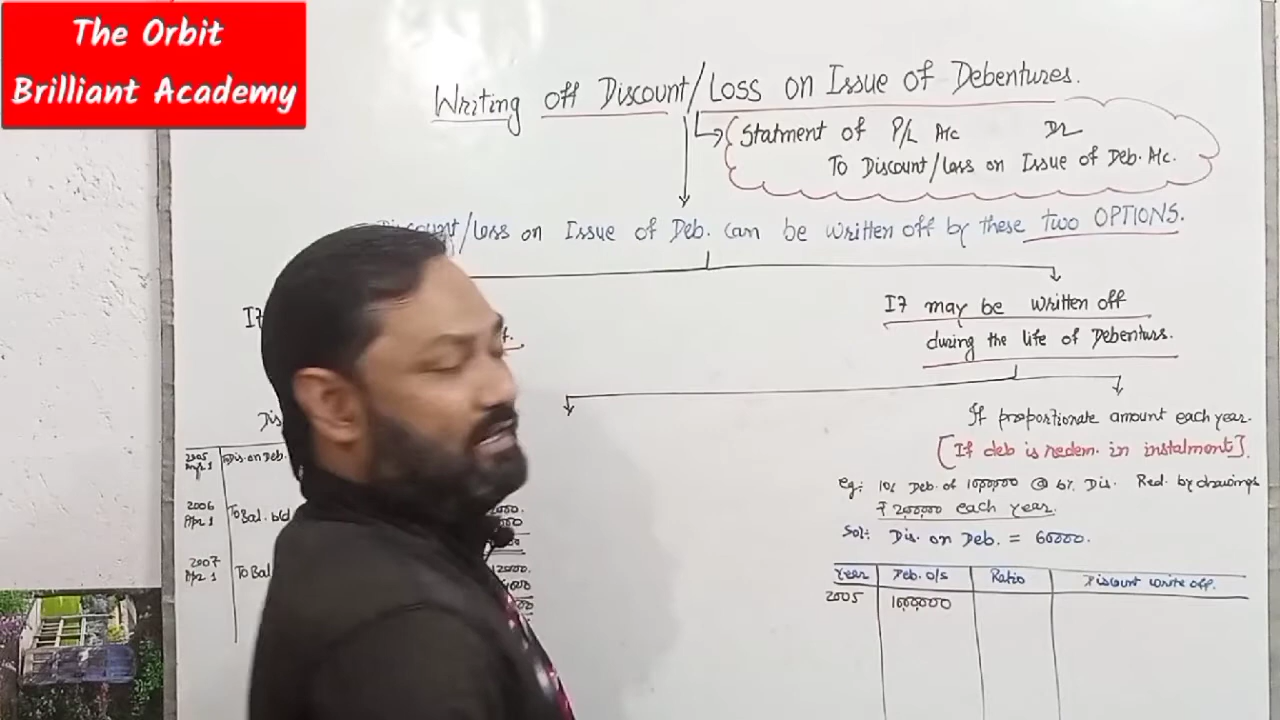 The Orbit
Brilliant Academy
Writing off Discount/Loss on Issue of Debentures.
Statment of P/L A/c Dr
To Discount/Loss on Issue of Deb. A/c.
Discount/Loss on Issue of Deb. can be written off by these two OPTIONS.
It
It may be written off
during the life of Debenturs.
Dis
If proportionate amount each year.
[If deb is redem. in instalment].
2005
Apr 1
To Dis. on Deb.
2006
Apr 1
To Bal. b/d
2007
Apr 1
To Bal
12000.
eg: 10% Deb. of 1000000 @ 6% Dis. Red. by drawings
₹ 200000 each year.
Sol: Dis. on Deb. = 60000.
Year Deb. o/s Ratio Discount write off.
2005 1000000